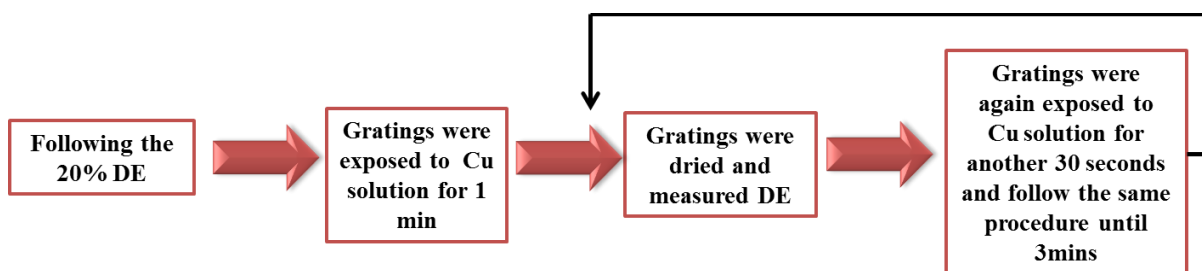 Following the
20% DE
Gratings were
exposed to Cu
solution for 1
min
Gratings were
dried and
measured DE
Gratings were
again exposed to
Cu solution for
another 30 seconds
and follow the same
procedure until
3mins